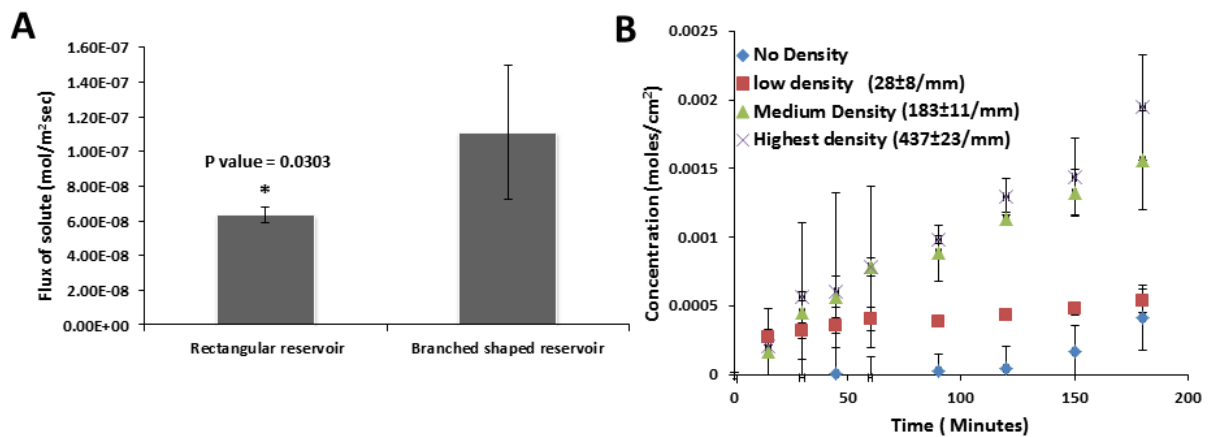 A
Flux of solute (mol/m²sec)
1.60E-07
1.40E-07
1.20E-07
1.00E-07
8.00E-08
6.00E-08
4.00E-08
2.00E-08
0.00E+00
P value = 0.0303
*
Rectangular reservoir
Branched shaped reservoir
B
Concentration (moles/cm²)
0.0025
0.002
0.0015
0.001
0.0005
0
No Density
low density (28±8/mm)
Medium Density (183±11/mm)
Highest density (437±23/mm)
0 50 100 150 200
Time ( Minutes)